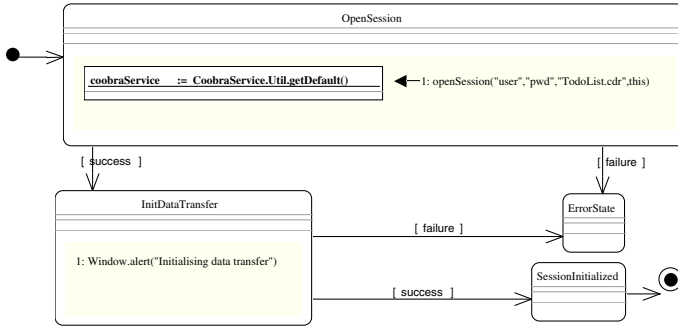 OpenSession
coobraService := CoobraService.Util.getDefault()
1: openSession("user","pwd","TodoList.cdr",this)
[ success ]
[ failure ]
InitDataTransfer
ErrorState
[ failure ]
1: Window.alert("Initialising data transfer")
SessionInitialized
[ success ]